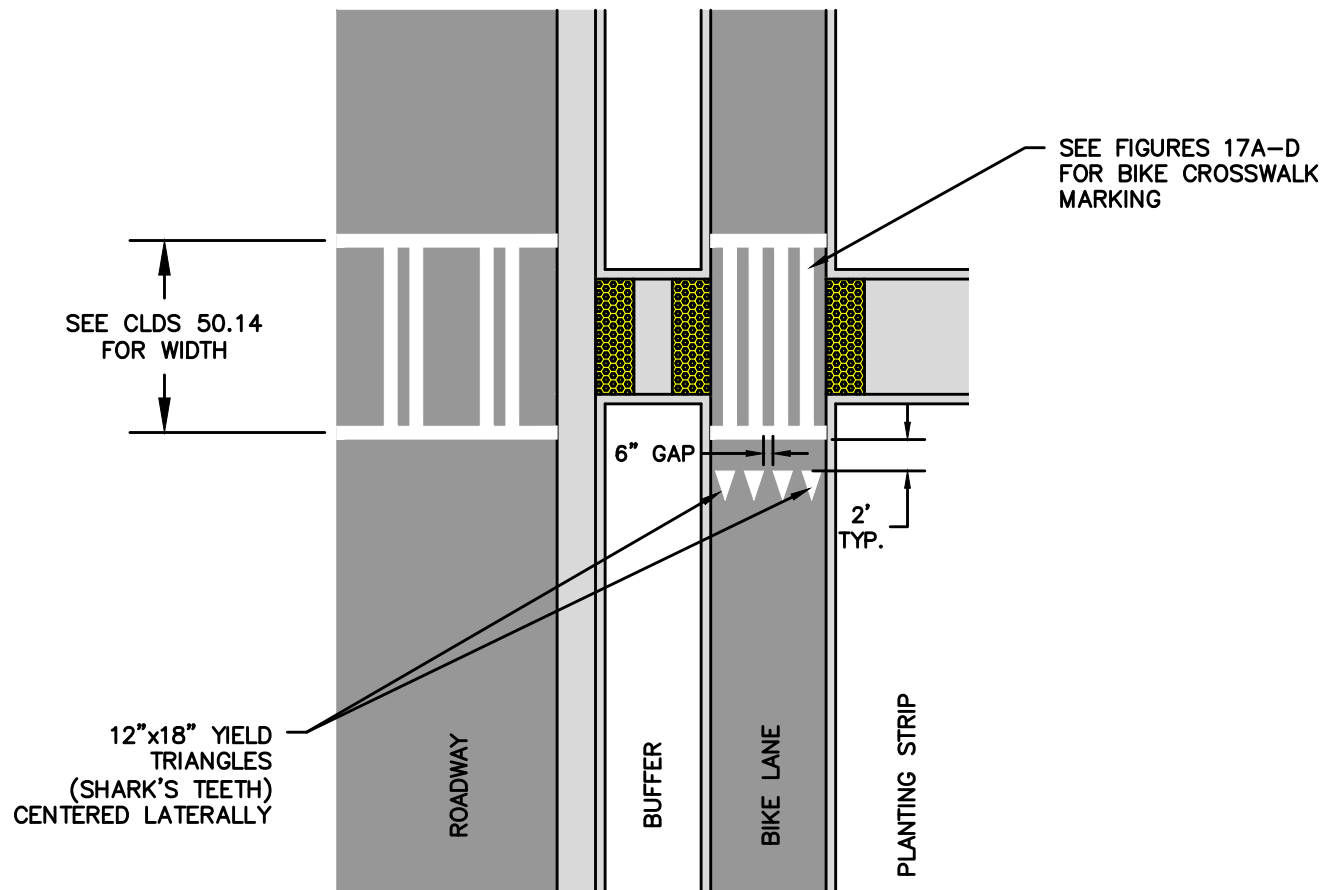 SEE FIGURES 17A-D
FOR BIKE CROSSWALK
MARKING
SEE CLDS 50.14
FOR WIDTH
6" GAP
2'
TYP.
12"x18" YIELD
TRIANGLES
(SHARK'S TEETH)
CENTERED LATERALLY
ROADWAY
BUFFER
BIKE LANE
PLANTING STRIP